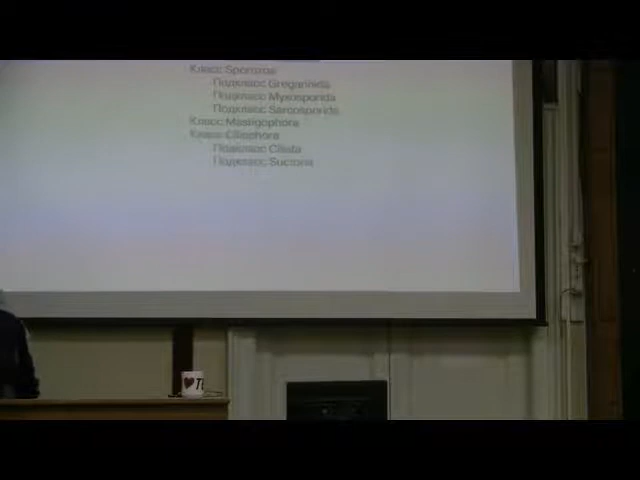 Класс Sporozoa
Подкласс Gregarinida
Подкласс Myxosporida
Подкласс Sarcosporida
Класс Mastigophora
Класс Ciliophora
Подкласс Ciliata
Подкласс Suctoria